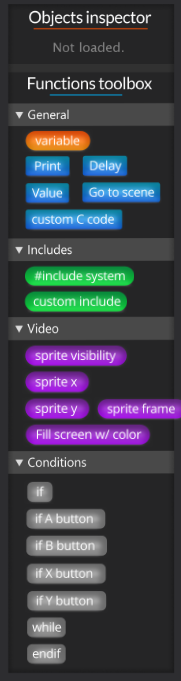 Objects inspector
Not loaded.
Functions toolbox
General
variable
Print Delay
Value Go to scene
custom C code
Includes
#include system
custom include
Video
sprite visibility
sprite x
sprite y sprite frame
Fill screen w/ color
Conditions
if
if A button
if B button
if X button
if Y button
while
endif